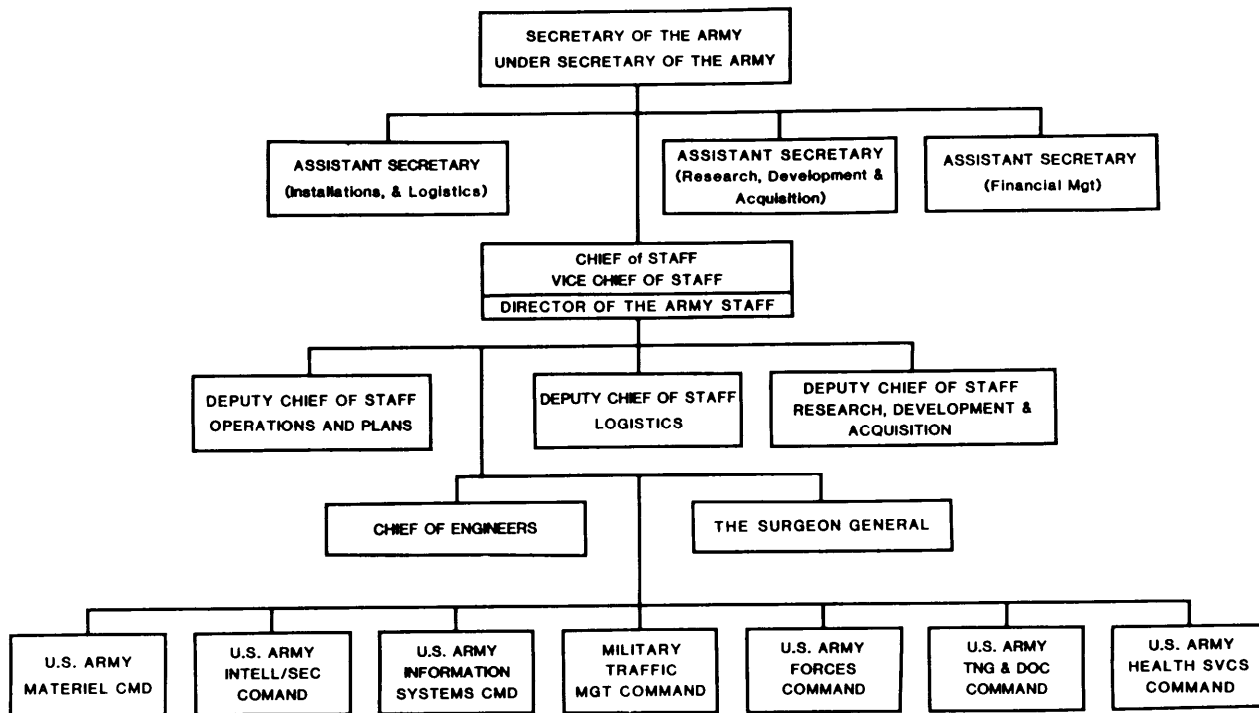 SECRETARY OF THE ARMY
UNDER SECRETARY OF THE ARMY
ASSISTANT SECRETARY
(Installations, & Logistics)
ASSISTANT SECRETARY
(Research, Development &
Acquisition)
ASSISTANT SECRETARY
(Financial Mgt)
CHIEF of STAFF
VICE CHIEF OF STAFF
DIRECTOR OF THE ARMY STAFF
DEPUTY CHIEF OF STAFF
OPERATIONS AND PLANS
DEPUTY CHIEF OF STAFF
LOGISTICS
DEPUTY CHIEF OF STAFF
RESEARCH, DEVELOPMENT &
ACQUISITION
CHIEF OF ENGINEERS
THE SURGEON GENERAL
U.S. ARMY
MATERIEL CMD
U.S. ARMY
INTELL/SEC
COMAND
U.S. ARMY
INFORMATION
SYSTEMS CMD
MILITARY
TRAFFIC
MGT COMMAND
U.S. ARMY
FORCES
COMMAND
U.S. ARMY
TNG & DOC
COMMAND
U.S. ARMY
HEALTH SVCS
COMMAND